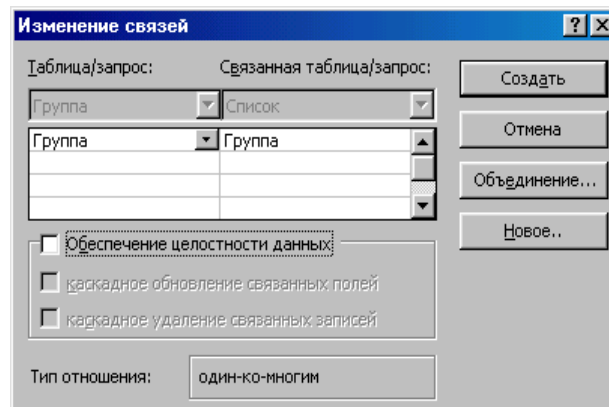 Изменение связей
Таблица/запрос: Связанная таблица/запрос:
Создать
Группа Список
Отмена
Группа Группа
Объединение...
Новое..
Обеспечение целостности данных
каскадное обновление связанных полей
каскадное удаление связанных записей
Тип отношения: один-ко-многим